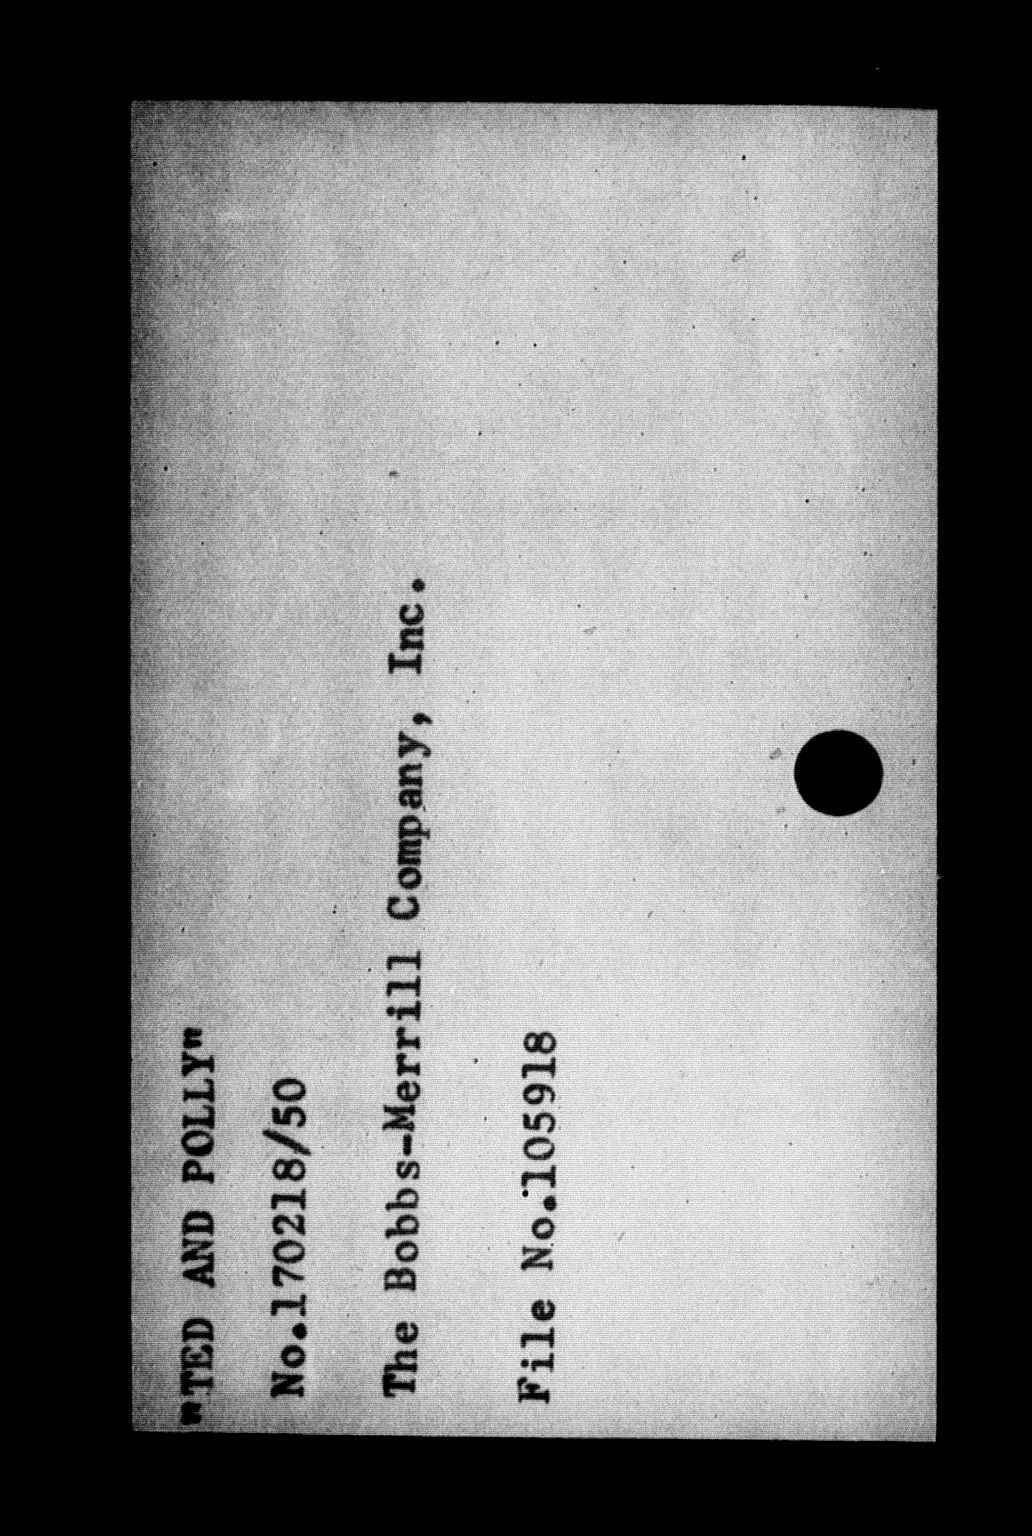 "TED AND POLLY"
No.170218/50
The Bobbs-Merrill Company, Inc.
File No.105918